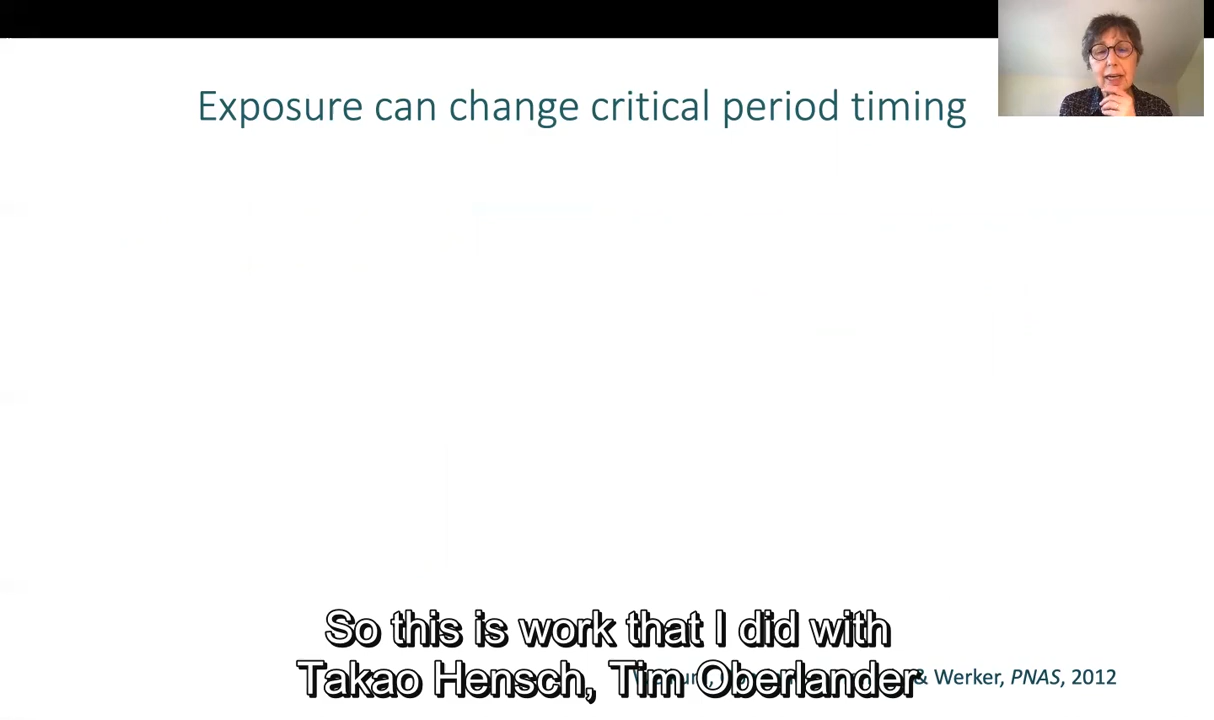 Exposure can change critical period timing
So this is work that I did with
Takao Hensch, Tim Oberlander
& Werker, PNAS, 2012